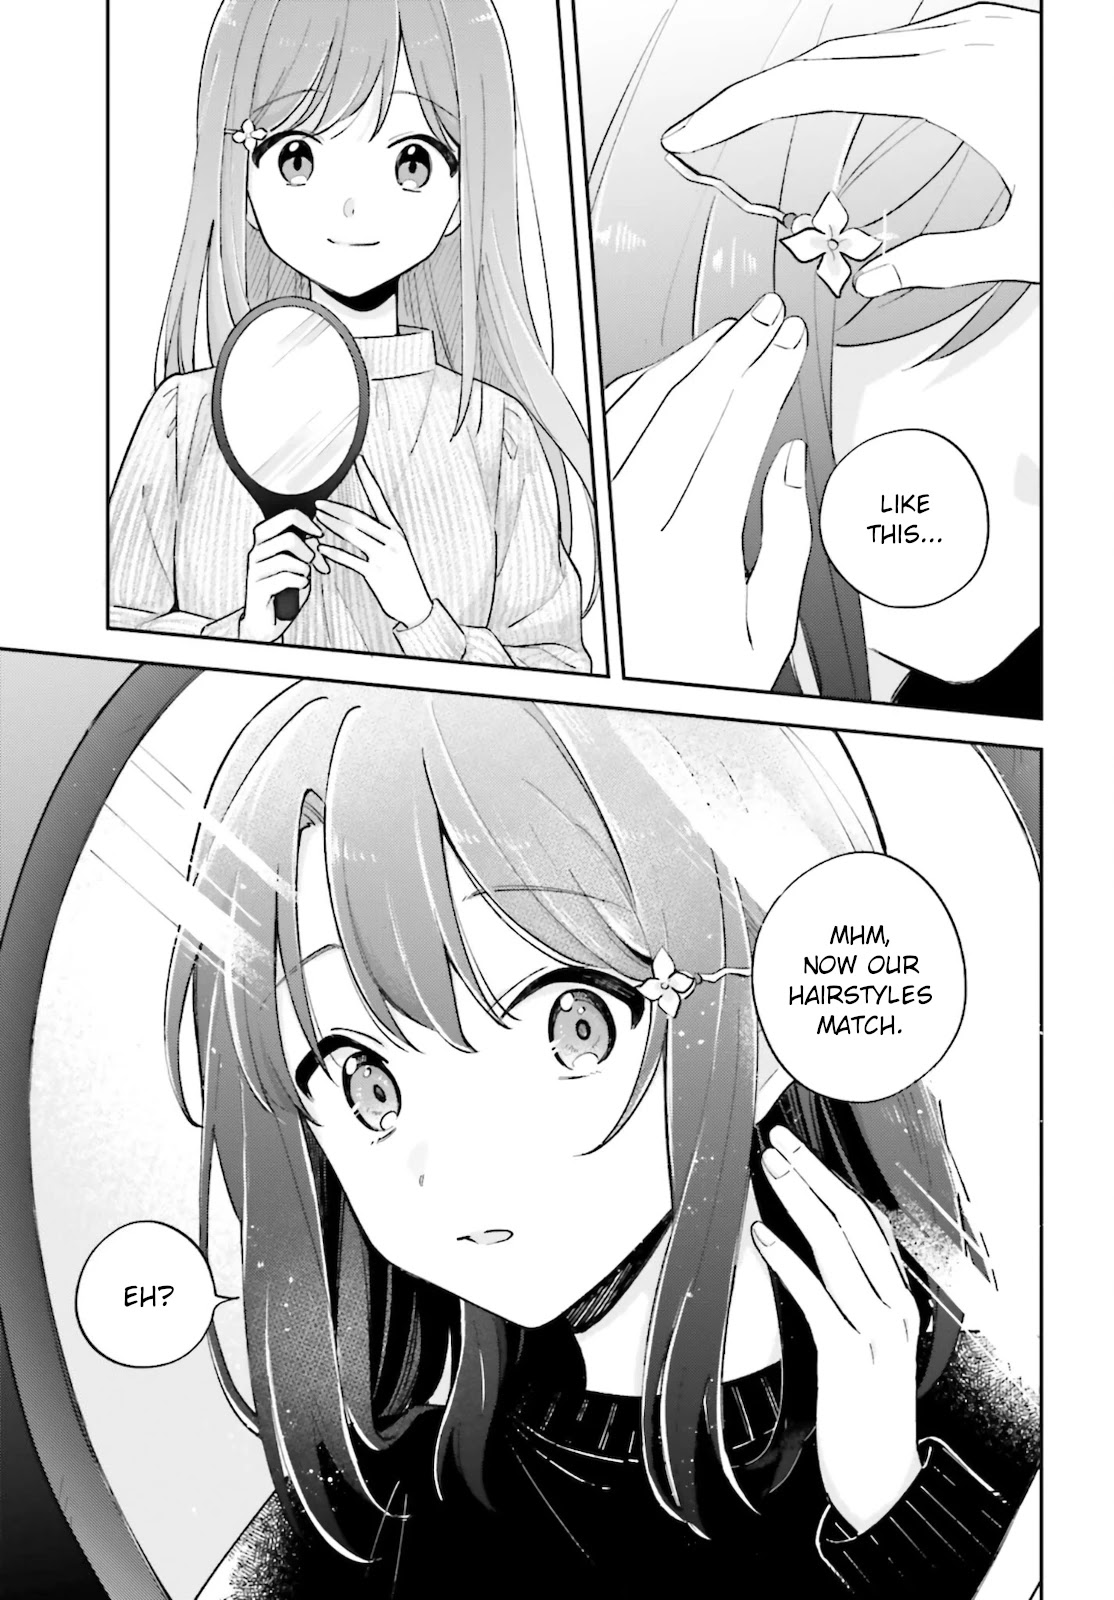 LIKE
THIS...
MHM,
NOW OUR
HAIRSTYLES
MATCH.
EH?